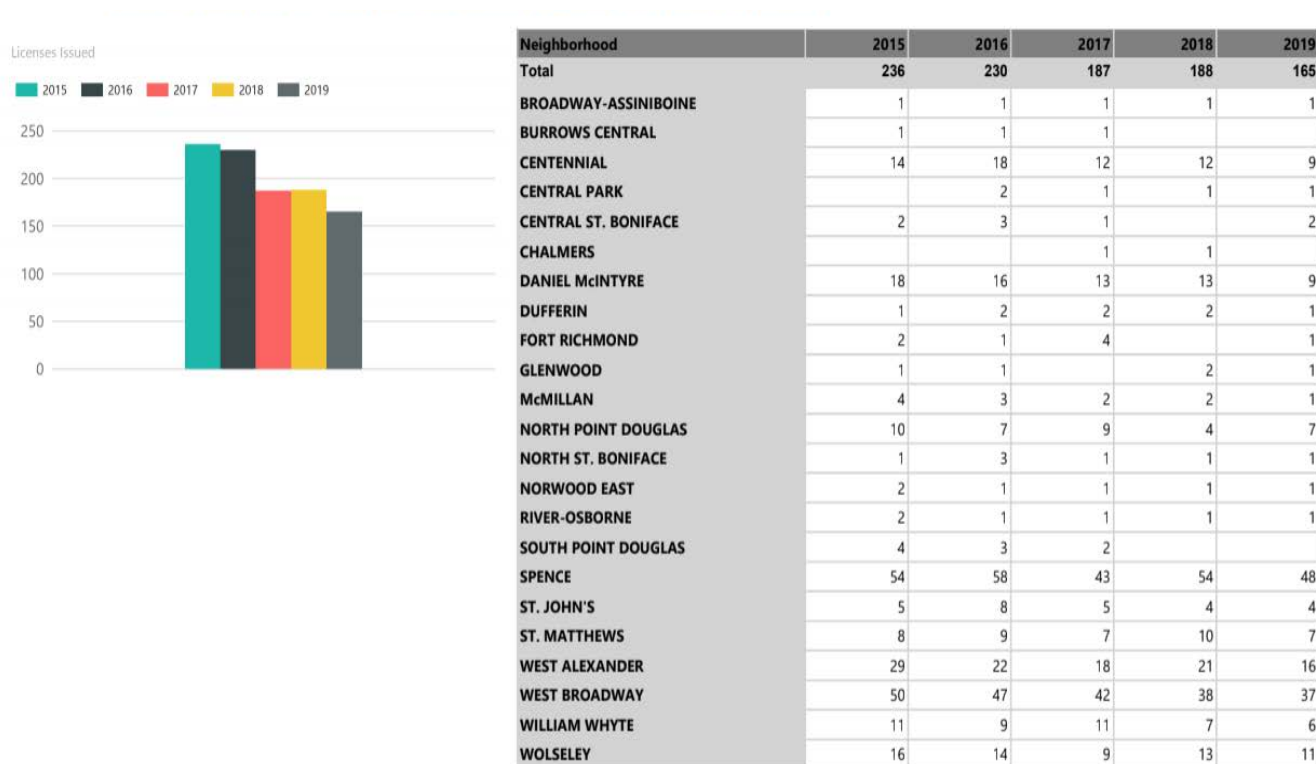 Licenses Issued
2015 2016 2017 2018 2019
250
200
150
100
50
0
Neighborhood 2015 2016 2017 2018 2019
Total 236 230 187 188 165
BROADWAY-ASSINIBOINE 1 1 1 1 1
BURROWS CENTRAL 1 1 1
CENTENNIAL 14 18 12 12 9
CENTRAL PARK 2 1 1 1
CENTRAL ST. BONIFACE 2 3 1 2
CHALMERS 1 1
DANIEL McINTYRE 18 16 13 13 9
DUFFERIN 1 2 2 2 1
FORT RICHMOND 2 1 4 1
GLENWOOD 1 1 2 1
McMILLAN 4 3 2 2 1
NORTH POINT DOUGLAS 10 7 9 4 7
NORTH ST. BONIFACE 1 3 1 1 1
NORWOOD EAST 2 1 1 1 1
RIVER-OSBORNE 2 1 1 1 1
SOUTH POINT DOUGLAS 4 3 2
SPENCE 54 58 43 54 48
ST. JOHN'S 5 8 5 4 4
ST. MATTHEWS 8 9 7 10 7
WEST ALEXANDER 29 22 18 21 16
WEST BROADWAY 50 47 42 38 37
WILLIAM WHYTE 11 9 11 7 6
WOLSELEY 16 14 9 13 11